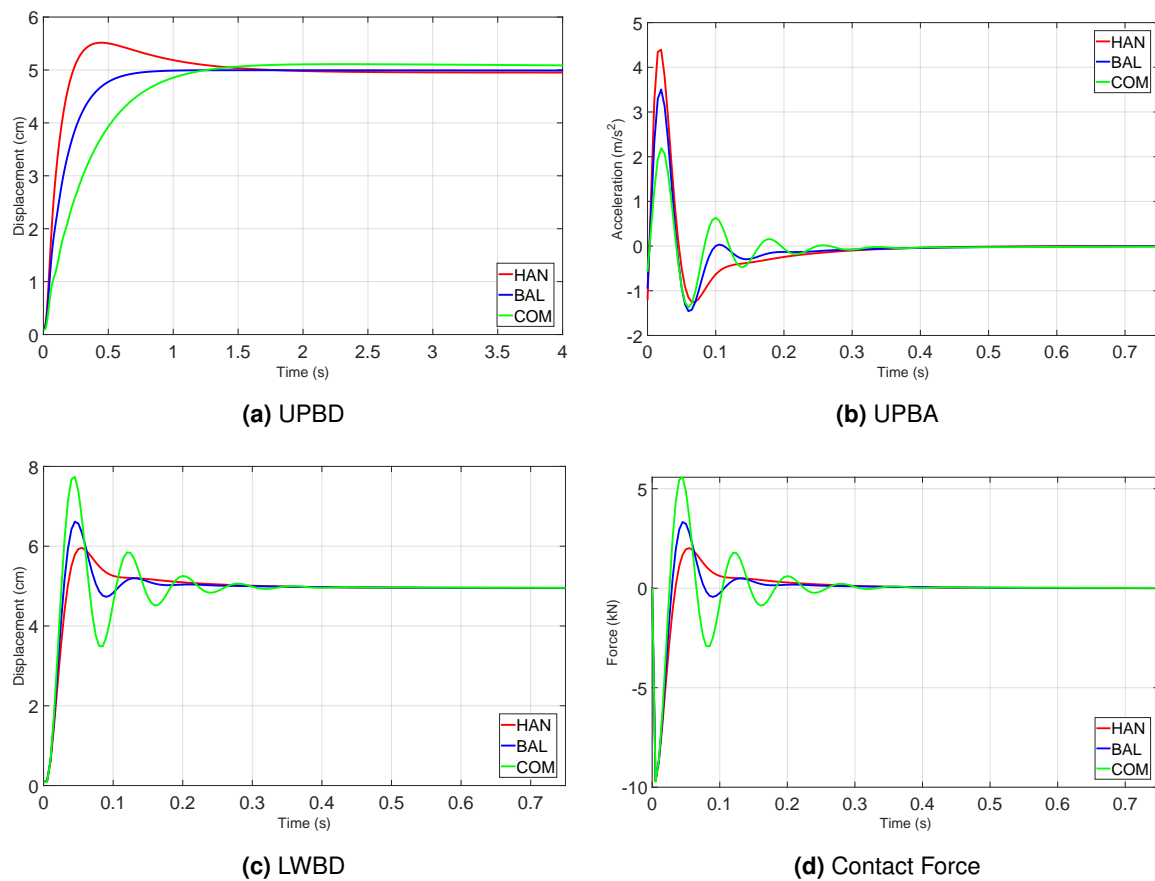 6
5
4
3
2
1
0
Displacement (cm)
HAN
BAL
COM
0 0.5 1 1.5 2 2.5 3 3.5 4
Time (s)
(a) UPBD
5
4
3
2
1
0
-1
-2
Acceleration (m/s²)
HAN
BAL
COM
0 0.1 0.2 0.3 0.4 0.5 0.6 0.7
Time (s)
(b) UPBA
8
6
4
2
0
Displacement (cm)
HAN
BAL
COM
0 0.1 0.2 0.3 0.4 0.5 0.6 0.7
Time (s)
(c) LWBD
5
0
-5
-10
Force (kN)
HAN
BAL
COM
0 0.1 0.2 0.3 0.4 0.5 0.6 0.7
Time (s)
(d) Contact Force